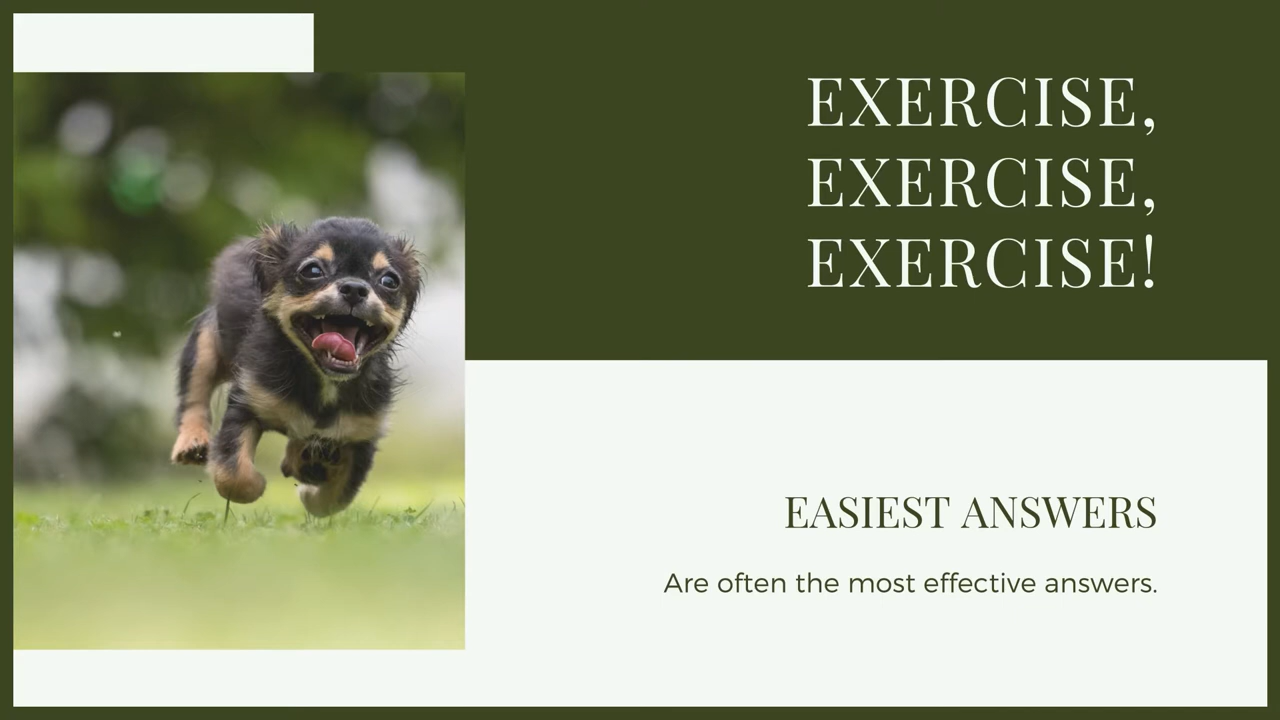 EXERCISE,
EXERCISE,
EXERCISE!
EASIEST ANSWERS
Are often the most effective answers.